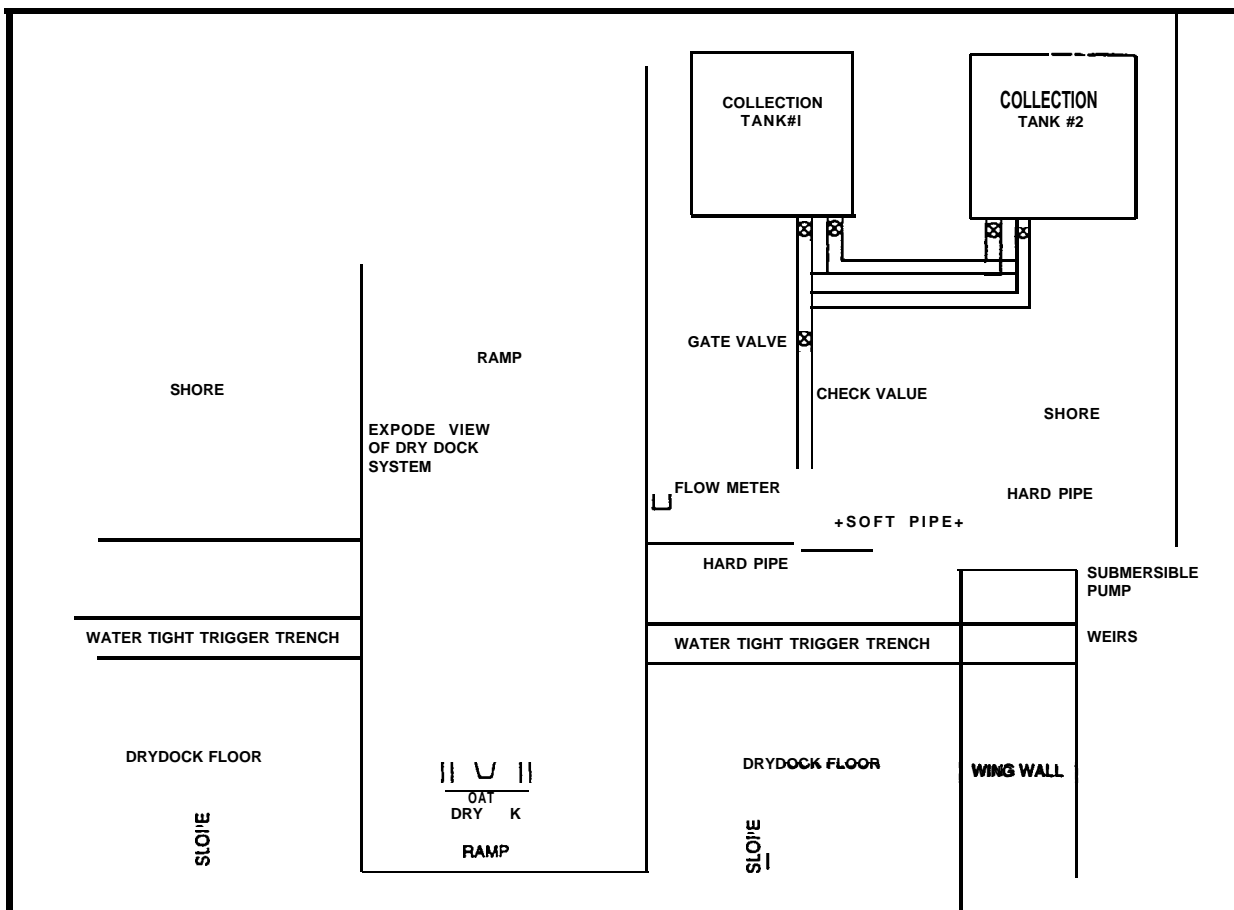 COLLECTION
TANK#I
COLLECTION
TANK #2
GATE VALVE
RAMP
SHORE
CHECK VALUE
SHORE
EXPODE VIEW
OF DRY DOCK
SYSTEM
FLOW METER
HARD PIPE
+SOFT PIPE+
HARD PIPE
SUBMERSIBLE
PUMP
WATER TIGHT TRIGGER TRENCH
WATER TIGHT TRIGGER TRENCH
WEIRS
DRYDOCK FLOOR
DRYDOCK FLOOR
WING WALL
OAT
DRY K
RAMP
SLOPE
SLOPE